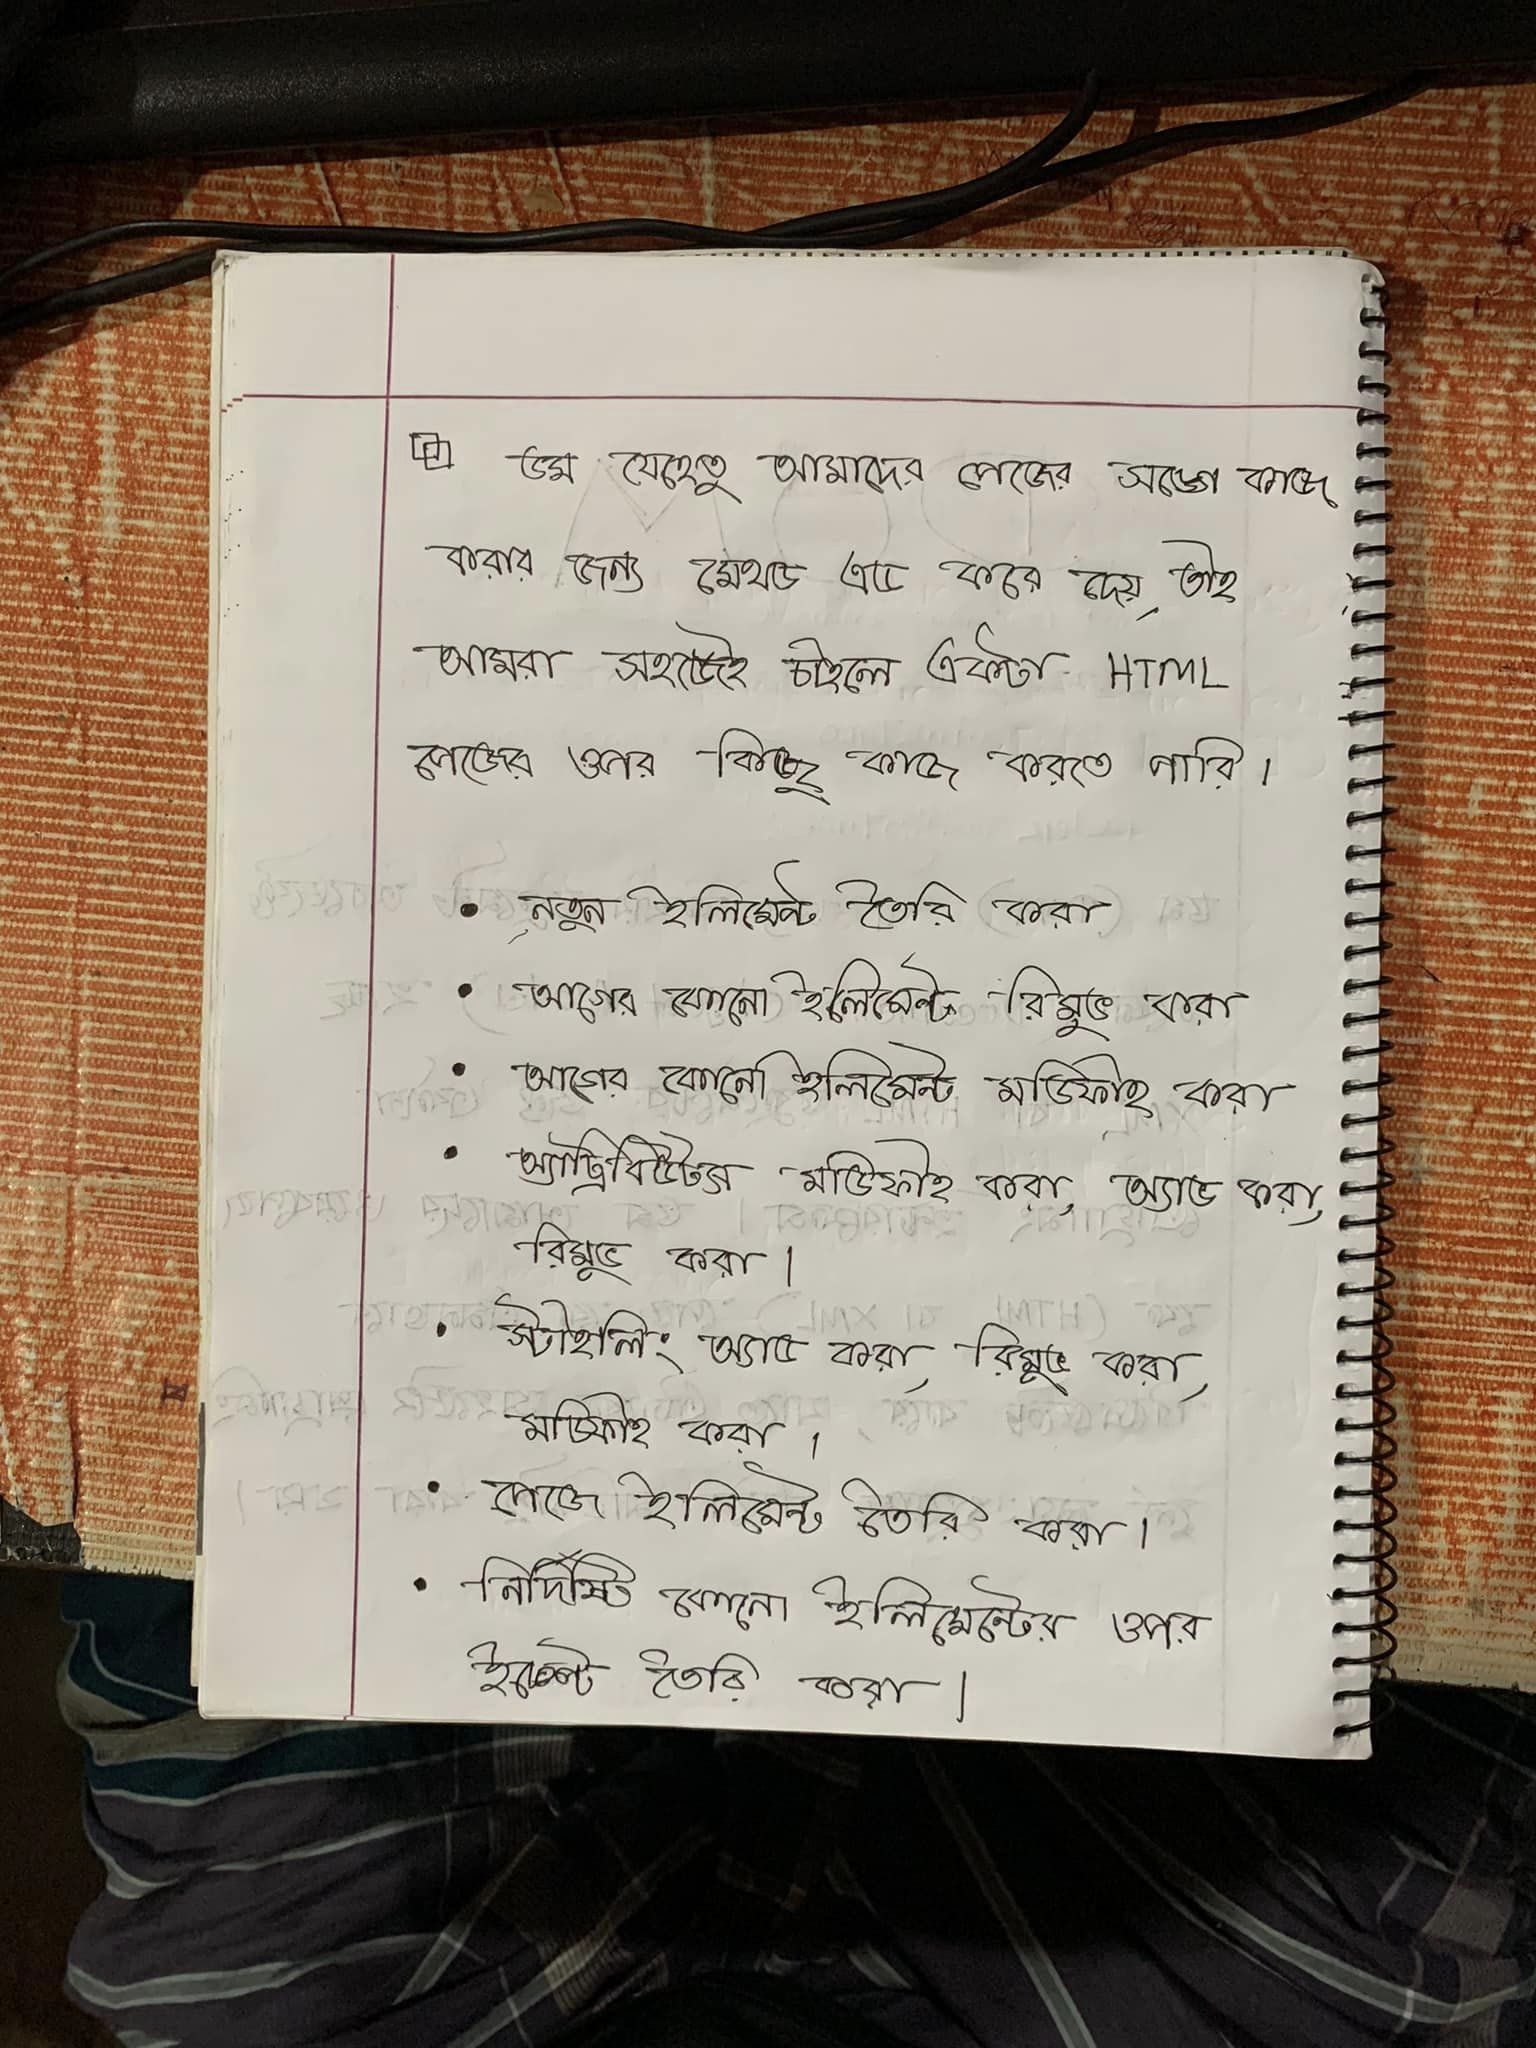 ডম যেহেতু আমাদের পেজের সঙ্গে কাজ
করার জন্য মেথড এড করে দেয়, তাই
আমরা সহজেই চাইলে একটা HTML
পেজের ওপর কিছু কাজ করতে পারি।
• নতুন ইলিমেন্ট তৈরি করা
• আগের কোনো ইলিমেন্ট রিমুভ করা
• আগের কোনো ইলিমেন্ট মডিফাই করা
• অ্যাট্রিবিউটস মডিফাই করা, অ্যাড করা,
রিমুভ করা।
• স্টাইলিং অ্যাড করা, রিমুভ করা,
মডিফাই করা।
• পেজে ইলিমেন্ট তৈরি করা।
• নির্দিষ্ট কোনো ইলিমেন্টের ওপর
ইভেন্ট তৈরি করা।